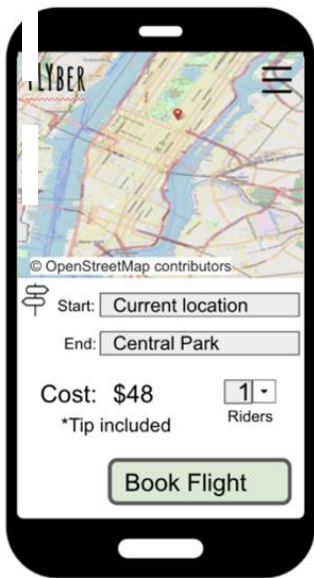 FLYBER
© OpenStreetMap contributors
Start: Current location
End: Central Park
Cost: $48
1
*Tip included
Riders
Book Flight